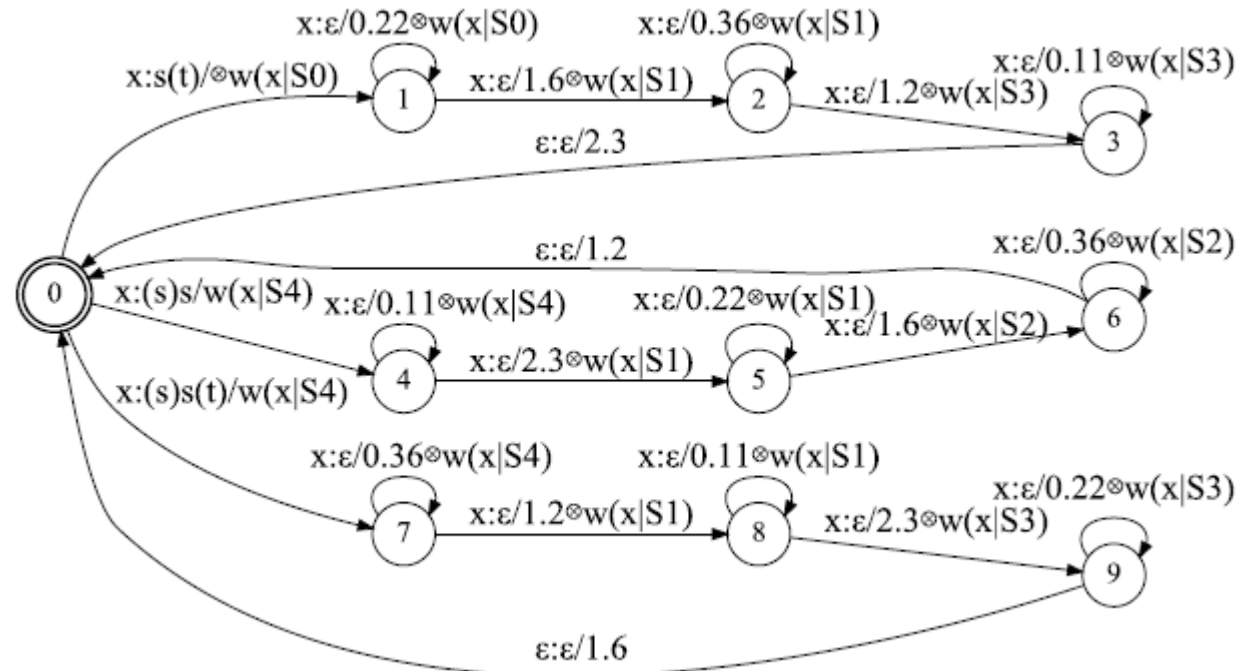 x:ε/0.22⊗w(x|S0)
x:ε/0.36⊗w(x|S1)
x:ε/0.11⊗w(x|S3)
x:s(t)/⊗w(x|S0)
1
x:ε/1.6⊗w(x|S1)
2
x:ε/1.2⊗w(x|S3)
3
ε:ε/2.3
ε:ε/1.2
x:ε/0.36⊗w(x|S2)
0
x:(s)s/w(x|S4)
x:ε/0.11⊗w(x|S4)
x:ε/0.22⊗w(x|S1)
x:ε/1.6⊗w(x|S2)
6
4
x:ε/2.3⊗w(x|S1)
5
x:(s)s(t)/w(x|S4)
x:ε/0.36⊗w(x|S4)
x:ε/0.11⊗w(x|S1)
x:ε/0.22⊗w(x|S3)
7
x:ε/1.2⊗w(x|S1)
8
x:ε/2.3⊗w(x|S3)
9
ε:ε/1.6